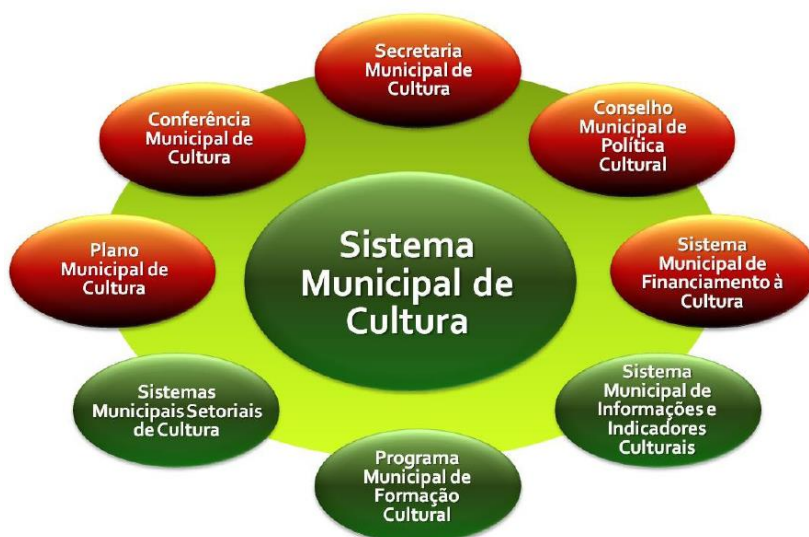 Secretaria
Municipal de
Cultura
Conferência
Municipal de
Cultura
Conselho
Municipal de
Política
Cultural
Plano
Municipal de
Cultura
Sistema
Municipal de
Cultura
Sistema
Municipal de
Financiamento à
Cultura
Sistemas
Municipais Setoriais
de Cultura
Sistema
Municipal de
Informações e
Indicadores
Culturais
Programa
Municipal de
Formação
Cultural